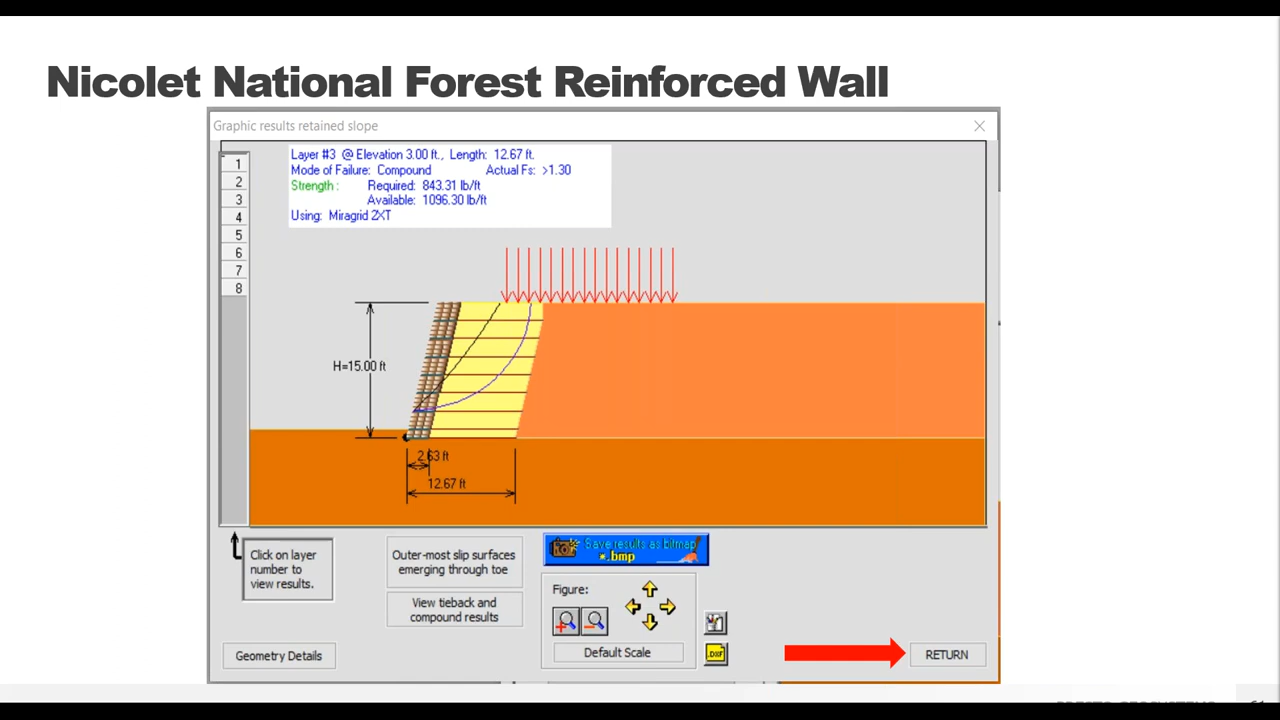 Nicolet National Forest Reinforced Wall
Graphic results retained slope
Layer #3 @ Elevation 3.00 ft., Length: 12.67 ft.
Mode of Failure: Compound Actual Fs: >1.30
Strength : Required: 843.31 lb/ft
Available: 1096.30 lb/ft
Using: Miragrid 2XT
1
2
3
4
5
6
7
8
H=15.00 ft
2.63 ft
12.67 ft
Click on layer
number to
view results.
Outer-most slip surfaces
emerging through toe
View tieback and
compound results
Save results as bitmap
*.bmp
Figure:
Default Scale
.DXF
Geometry Details
RETURN